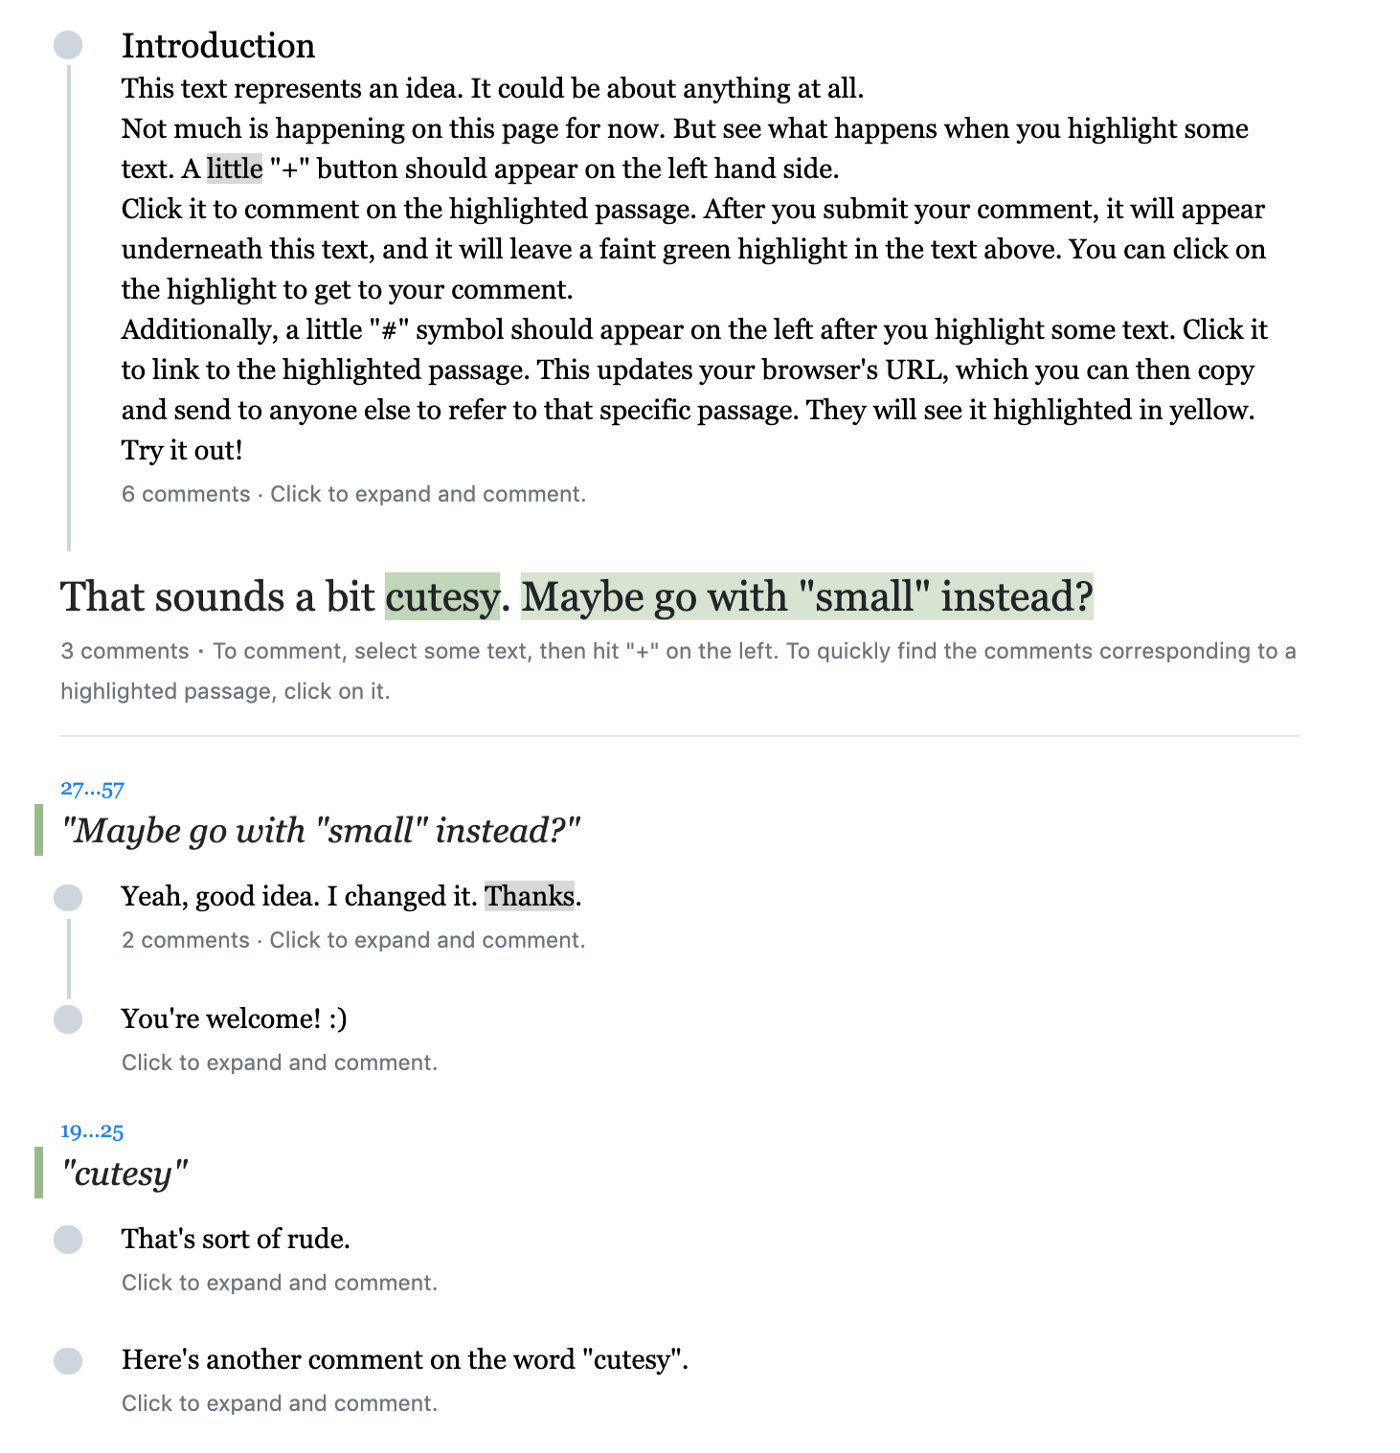 Introduction
This text represents an idea. It could be about anything at all.
Not much is happening on this page for now. But see what happens when you highlight some
text. A little "+" button should appear on the left hand side.
Click it to comment on the highlighted passage. After you submit your comment, it will appear
underneath this text, and it will leave a faint green highlight in the text above. You can click on
the highlight to get to your comment.
Additionally, a little "#" symbol should appear on the left after you highlight some text. Click it
to link to the highlighted passage. This updates your browser's URL, which you can then copy
and send to anyone else to refer to that specific passage. They will see it highlighted in yellow.
Try it out!
6 comments · Click to expand and comment.
That sounds a bit cutesy. Maybe go with "small" instead?
3 comments · To comment, select some text, then hit "+" on the left. To quickly find the comments corresponding to a
highlighted passage, click on it.
27...57
"Maybe go with "small" instead?"
Yeah, good idea. I changed it. Thanks.
2 comments · Click to expand and comment.
You're welcome! :)
Click to expand and comment.
19...25
"cutesy"
That's sort of rude.
Click to expand and comment.
Here's another comment on the word "cutesy".
Click to expand and comment.